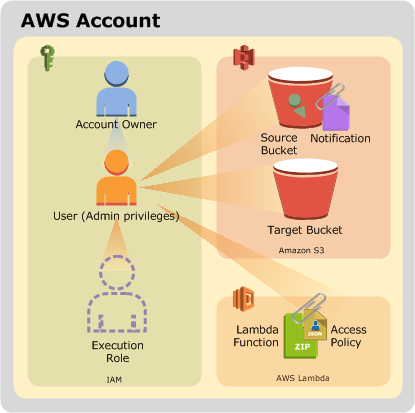 AWS Account
Account Owner
User (Admin privileges)
Execution
Role
IAM
Source
Bucket
Notification
Target Bucket
Amazon S3
Lambda
Function
ZIP
JSON
Access
Policy
AWS Lambda